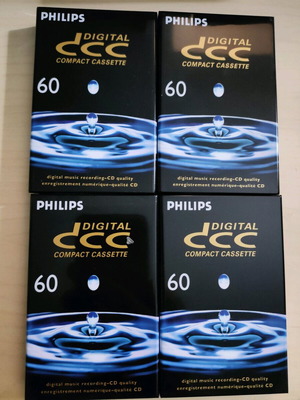 PHILIPS
DIGITAL
dcc
COMPACT CASSETTE
60
digital music recording-CD quality
enregistrement numérique-qualité CD
PHILIPS
DIGITAL
dcc
COMPACT CASSETTE
60
digital music recording-CD quality
enregistrement numérique-qualité CD
PHILIPS
DIGITAL
dcc
COMPACT CASSETTE
60
digital music recording-CD quality
enregistrement numérique-qualité CD
PHILIPS
DIGITAL
dcc
COMPACT CASSETTE
60
digital music recording-CD quality
enregistrement numérique-qualité CD